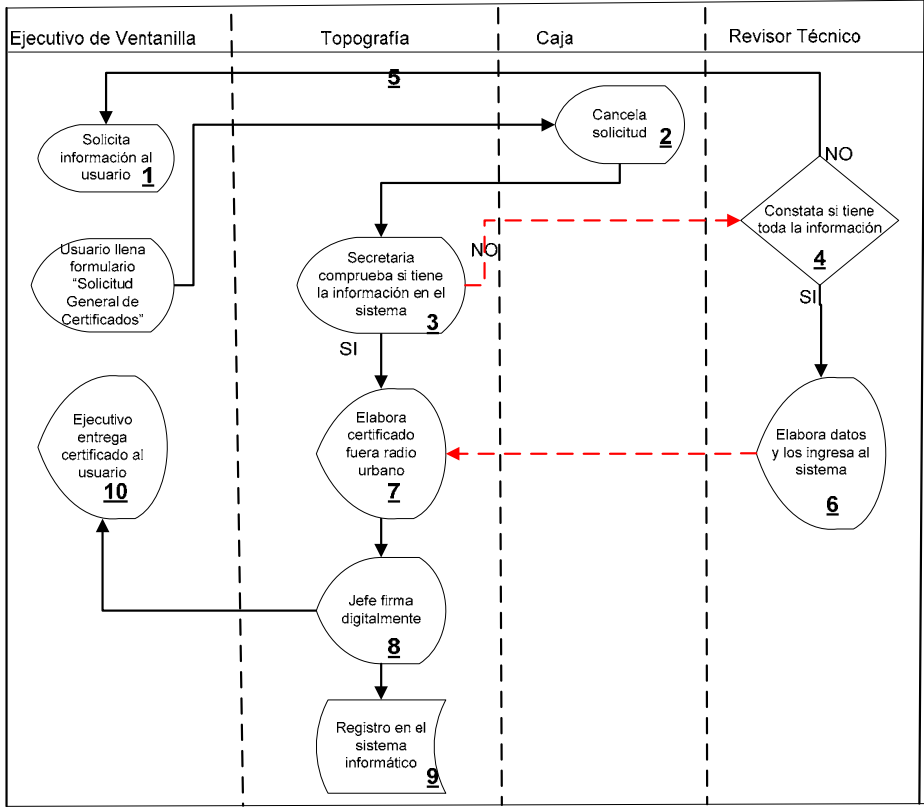 Ejecutivo de Ventanilla
Topografía
Caja
Revisor Técnico
5
Solicita
información al
usuario
1
Cancela
solicitud
2
NO
Constata si tiene
toda la información
4
SI
Usuario llena
formulario
“Solicitud
General de
Certificados”
Secretaria
comprueba si tiene
la información en el
sistema
3
NO
SI
Ejecutivo
entrega
certificado al
usuario
10
Elabora
certificado
fuera radio
urbano
7
Elabora datos
y los ingresa al
sistema
6
Jefe firma
digitalmente
8
Registro en el
sistema
informático
9